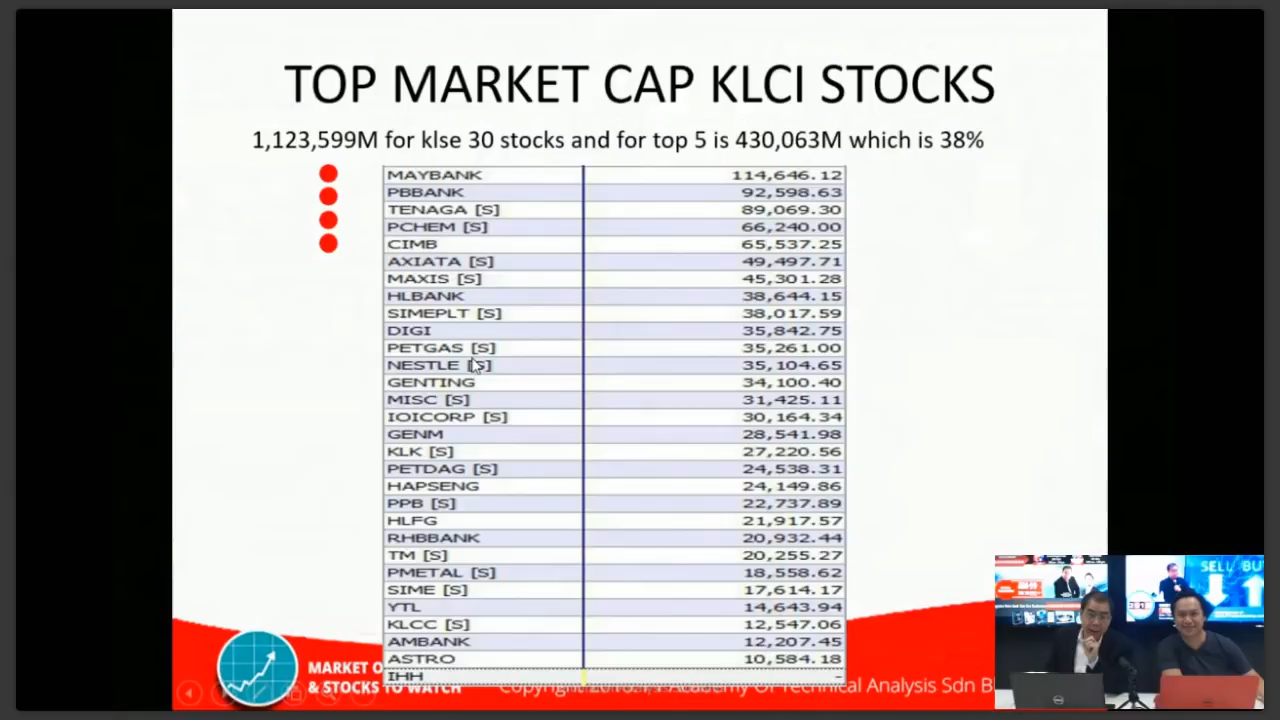 TOP MARKET CAP KLCI STOCKS
1,123,599M for klse 30 stocks and for top 5 is 430,063M which is 38%
MAYBANK 114,646.12
PBBANK 92,598.63
TENAGA [S] 89,069.30
PCHEM [S] 66,240.00
CIMB 65,537.25
AXIATA [S] 49,497.71
MAXIS [S] 45,301.28
HLBANK 38,644.15
SIMEPLT [S] 38,017.59
DIGI 35,842.75
PETGAS [S] 35,261.00
NESTLE [S] 35,104.65
GENTING 34,100.40
MISC [S] 31,425.11
IOICORP [S] 30,164.34
GENM 28,541.98
KLK [S] 27,220.56
PETDAG [S] 24,538.31
HAPSENG 24,149.86
PPB [S] 22,737.89
HLFG 21,917.57
RHBBANK 20,932.44
TM [S] 20,255.27
PMETAL [S] 18,558.62
SIME [S] 17,614.17
YTL 14,643.94
KLCC [S] 12,547.06
AMBANK 12,207.45
ASTRO 10,584.18
IHH -
MARKET O
& STOCKS TO WATCH
Copyright Academy Of Technical Analysis Sdn B
SELL BU